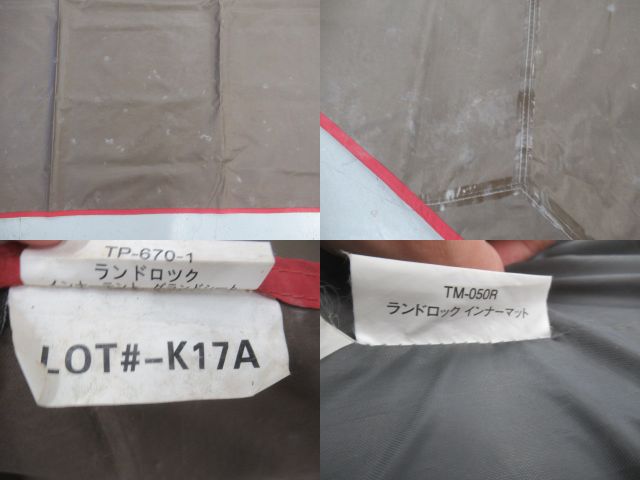 TP-670-1
ランドロック
LOT#-K17A
TM-050R
ランドロック インナーマット